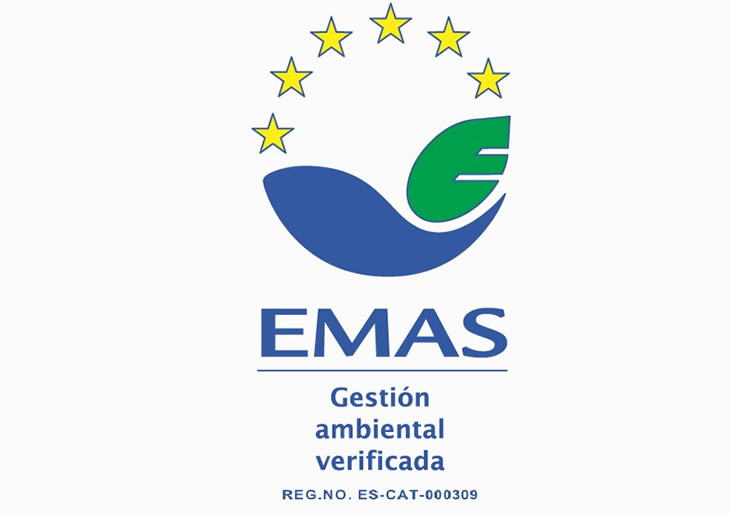 EMAS
Gestión
ambiental
verificada
REG.NO. ES-CAT-000309